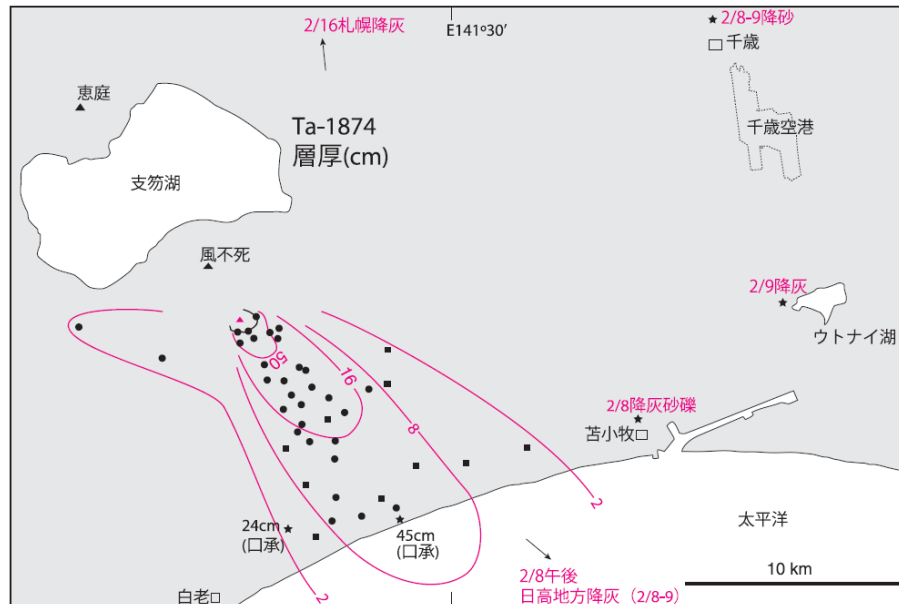 2/16札幌降灰
E141º30′
2/8-9降砂
千歳
恵庭
千歳空港
Ta-1874
層厚(cm)
支笏湖
風不死
2/9降灰
ウトナイ湖
50
16
8
2/8降灰砂礫
苫小牧
2
24cm
(口承)
45cm
(口承)
太平洋
2/8午後
日高地方降灰（2/8-9）
10 km
白老
2